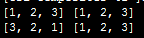 [1, 2, 3] [1, 2, 3]
[3, 2, 1] [1, 2, 3]